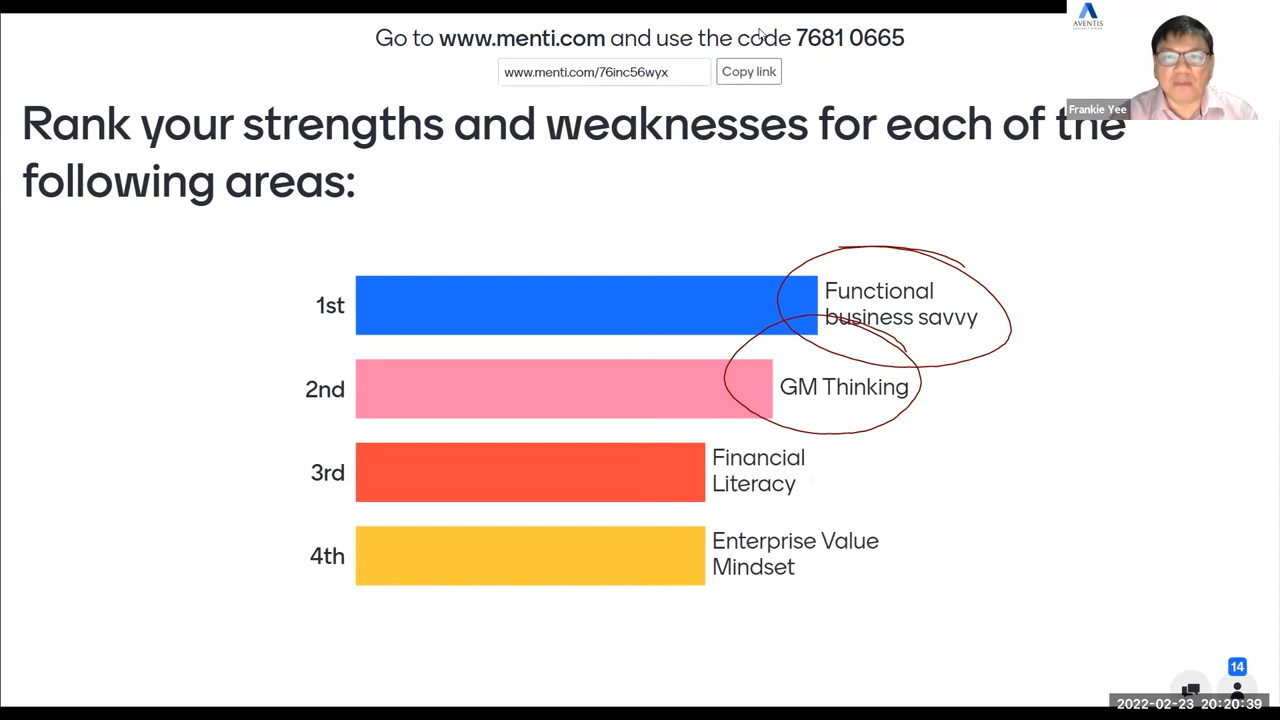 Go to www.menti.com and use the code 7681 0665
www.menti.com/76inc56wyx
Copy link
AVENTIS
Frankie Yee
Rank your strengths and weaknesses for each of the
following areas:
1st
Functional
business savvy
2nd
GM Thinking
3rd
Financial
Literacy
4th
Enterprise Value
Mindset
14
2022-02-23 20:20:39